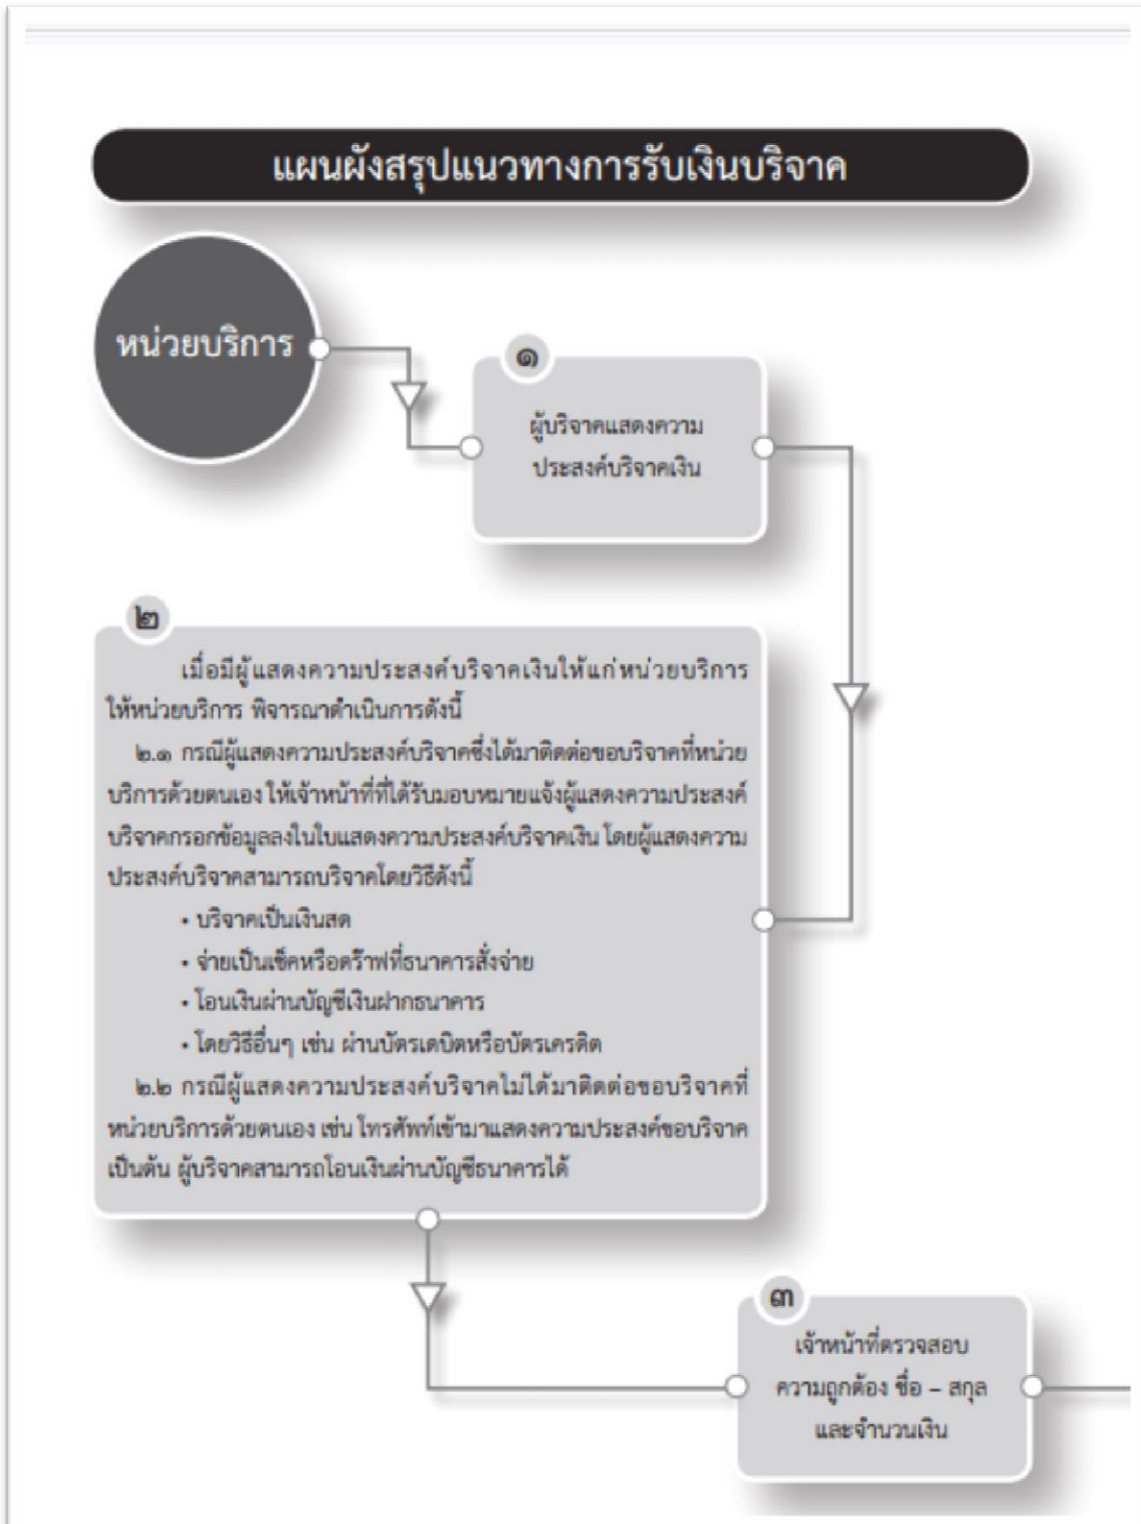 แผนผังสรุปแนวทางการรับเงินบริจาค
หน่วยบริการ
๑
ผู้บริจาคแสดงความ
ประสงค์บริจาคเงิน
๒
เมื่อมีผู้แสดงความประสงค์บริจาคเงินให้แก่หน่วยบริการ
ให้หน่วยบริการ พิจารณาดำเนินการดังนี้
๒.๑ กรณีผู้แสดงความประสงค์บริจาคซึ่งได้มาติดต่อขอบริจาคที่หน่วย
บริการด้วยตนเอง ให้เจ้าหน้าที่ที่ได้รับมอบหมายแจ้งผู้แสดงความประสงค์
บริจาคกรอกข้อมูลลงในใบแสดงความประสงค์บริจาคเงิน โดยผู้แสดงความ
ประสงค์บริจาคสามารถบริจาคโดยวิธีดังนี้
• บริจาคเป็นเงินสด
• จ่ายเป็นเช็คหรือดร๊าฟที่ธนาคารสั่งจ่าย
• โอนเงินผ่านบัญชีเงินฝากธนาคาร
• โดยวิธีอื่นๆ เช่น ผ่านบัตรเดบิตหรือบัตรเครดิต
๒.๒ กรณีผู้แสดงความประสงค์บริจาคไม่ได้มาติดต่อขอบริจาคที่
หน่วยบริการด้วยตนเอง เช่น โทรศัพท์เข้ามาแสดงความประสงค์ขอบริจาค
เป็นต้น ผู้บริจาคสามารถโอนเงินผ่านบัญชีธนาคารได้
๓
เจ้าหน้าที่ตรวจสอบ
ความถูกต้อง ชื่อ – สกุล
และจำนวนเงิน